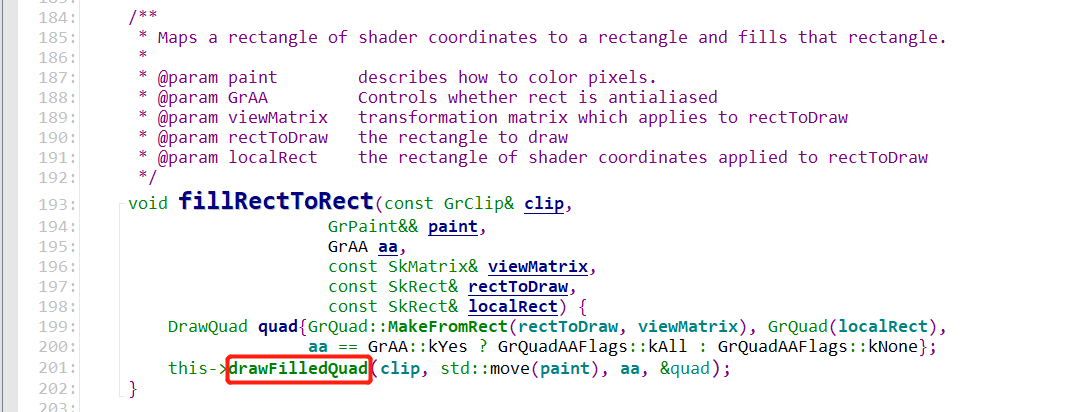 184: /**
185: * Maps a rectangle of shader coordinates to a rectangle and fills that rectangle.
186: *
187: * @param paint describes how to color pixels.
188: * @param GrAA Controls whether rect is antialiased
189: * @param viewMatrix transformation matrix which applies to rectToDraw
190: * @param rectToDraw the rectangle to draw
191: * @param localRect the rectangle of shader coordinates applied to rectToDraw
192: */
193: void fillRectToRect(const GrClip& clip,
194: GrPaint&& paint,
195: GrAA aa,
196: const SkMatrix& viewMatrix,
197: const SkRect& rectToDraw,
198: const SkRect& localRect) {
199: DrawQuad quad{GrQuad::MakeFromRect(rectToDraw, viewMatrix), GrQuad(localRect),
200: aa == GrAA::kYes ? GrQuadAAFlags::kAll : GrQuadAAFlags::kNone};
201: this->drawFilledQuad(clip, std::move(paint), aa, &quad);
202: }
203: